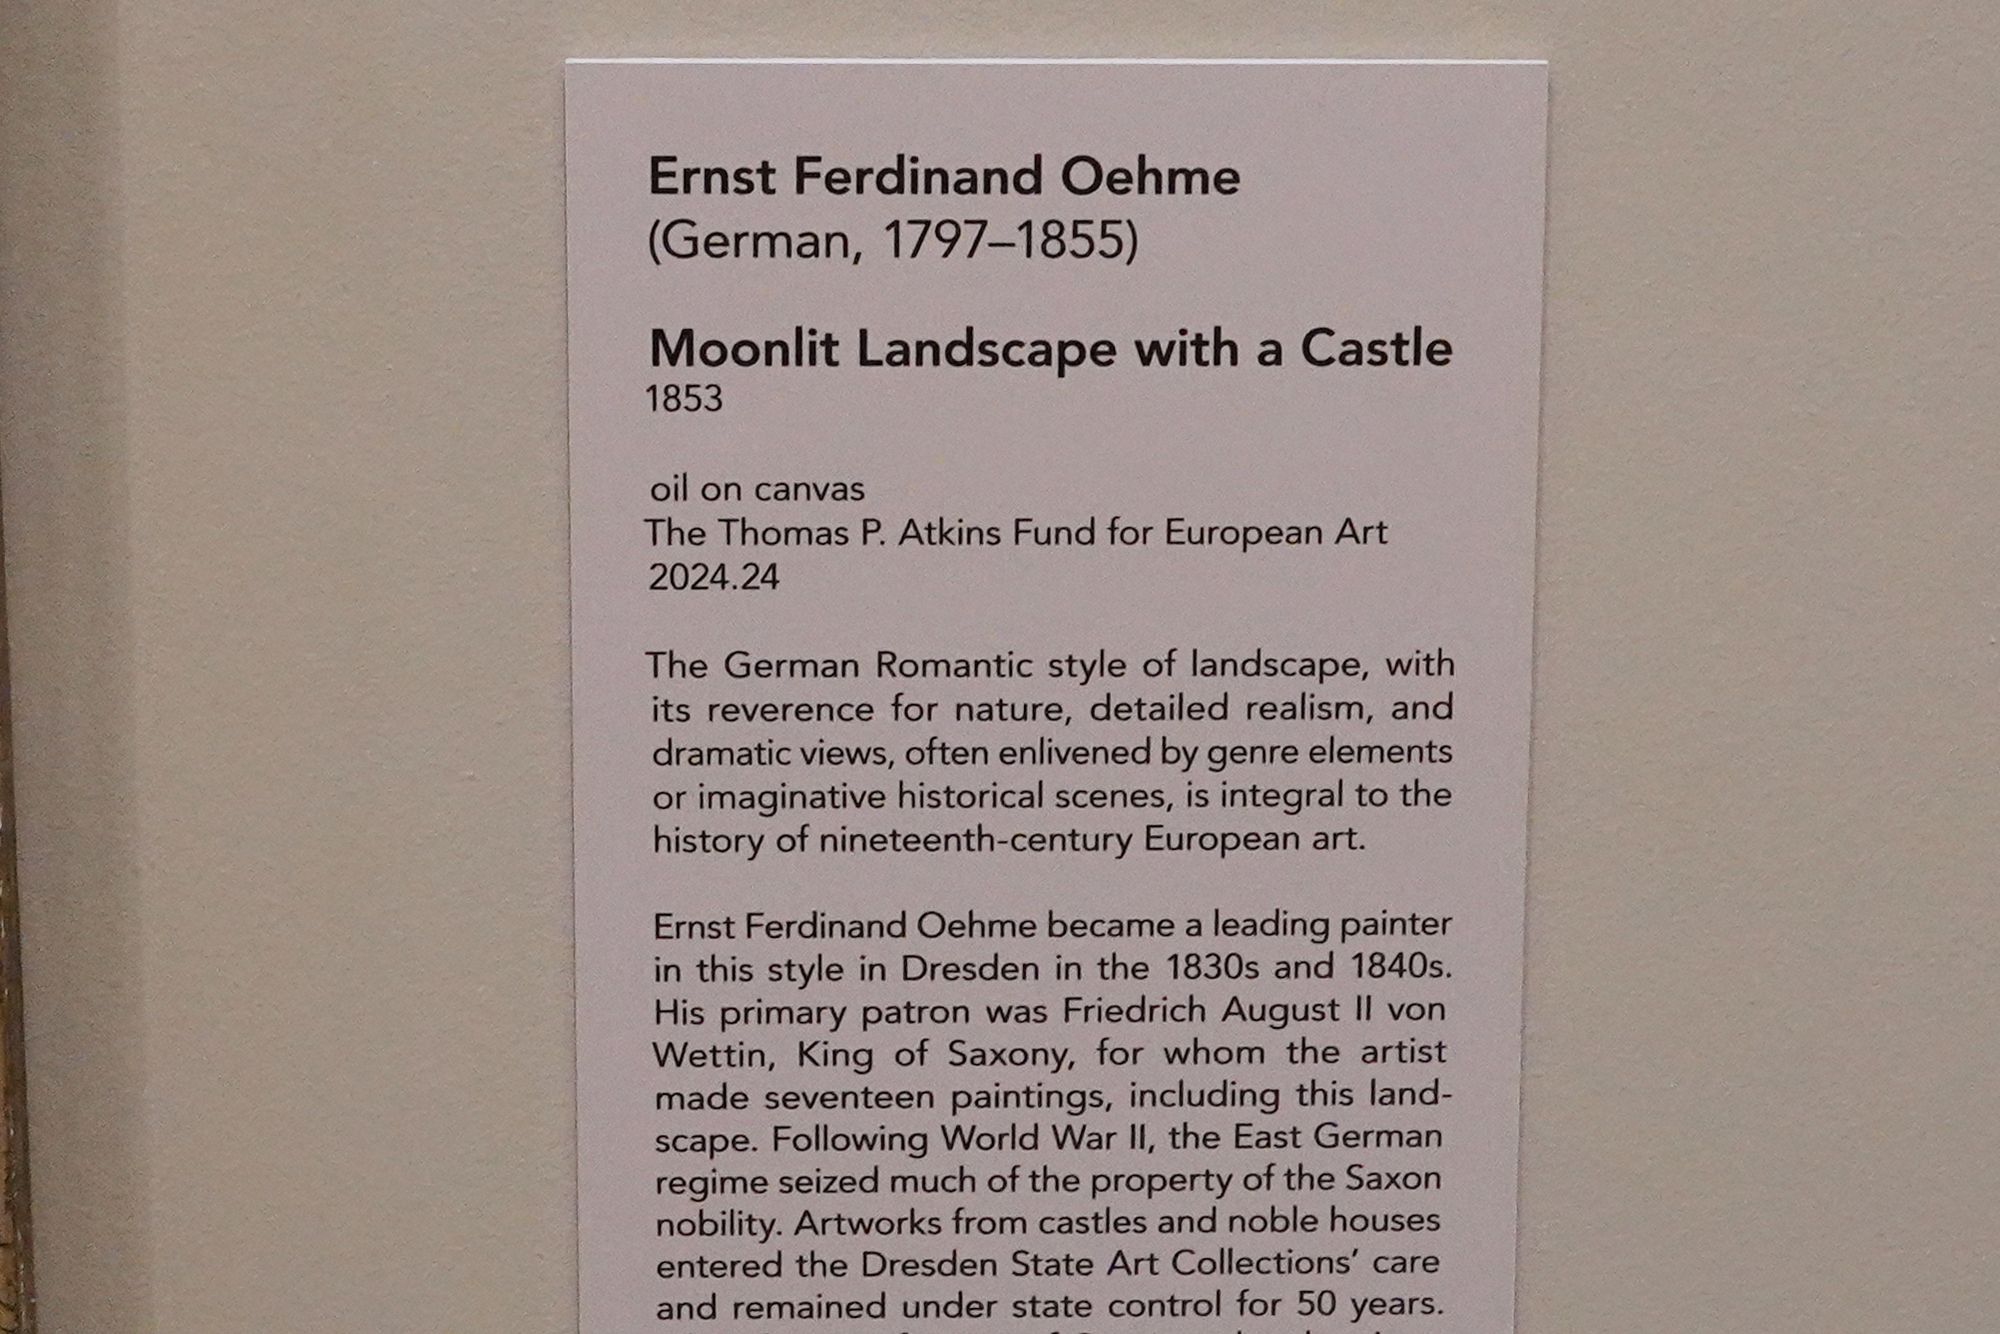 Ernst Ferdinand Oehme
(German, 1797–1855)
Moonlit Landscape with a Castle
1853
oil on canvas
The Thomas P. Atkins Fund for European Art
2024.24
The German Romantic style of landscape, with
its reverence for nature, detailed realism, and
dramatic views, often enlivened by genre elements
or imaginative historical scenes, is integral to the
history of nineteenth-century European art.
Ernst Ferdinand Oehme became a leading painter
in this style in Dresden in the 1830s and 1840s.
His primary patron was Friedrich August II von
Wettin, King of Saxony, for whom the artist
made seventeen paintings, including this land-
scape. Following World War II, the East German
regime seized much of the property of the Saxon
nobility. Artworks from castles and noble houses
entered the Dresden State Art Collections’ care
and remained under state control for 50 years.